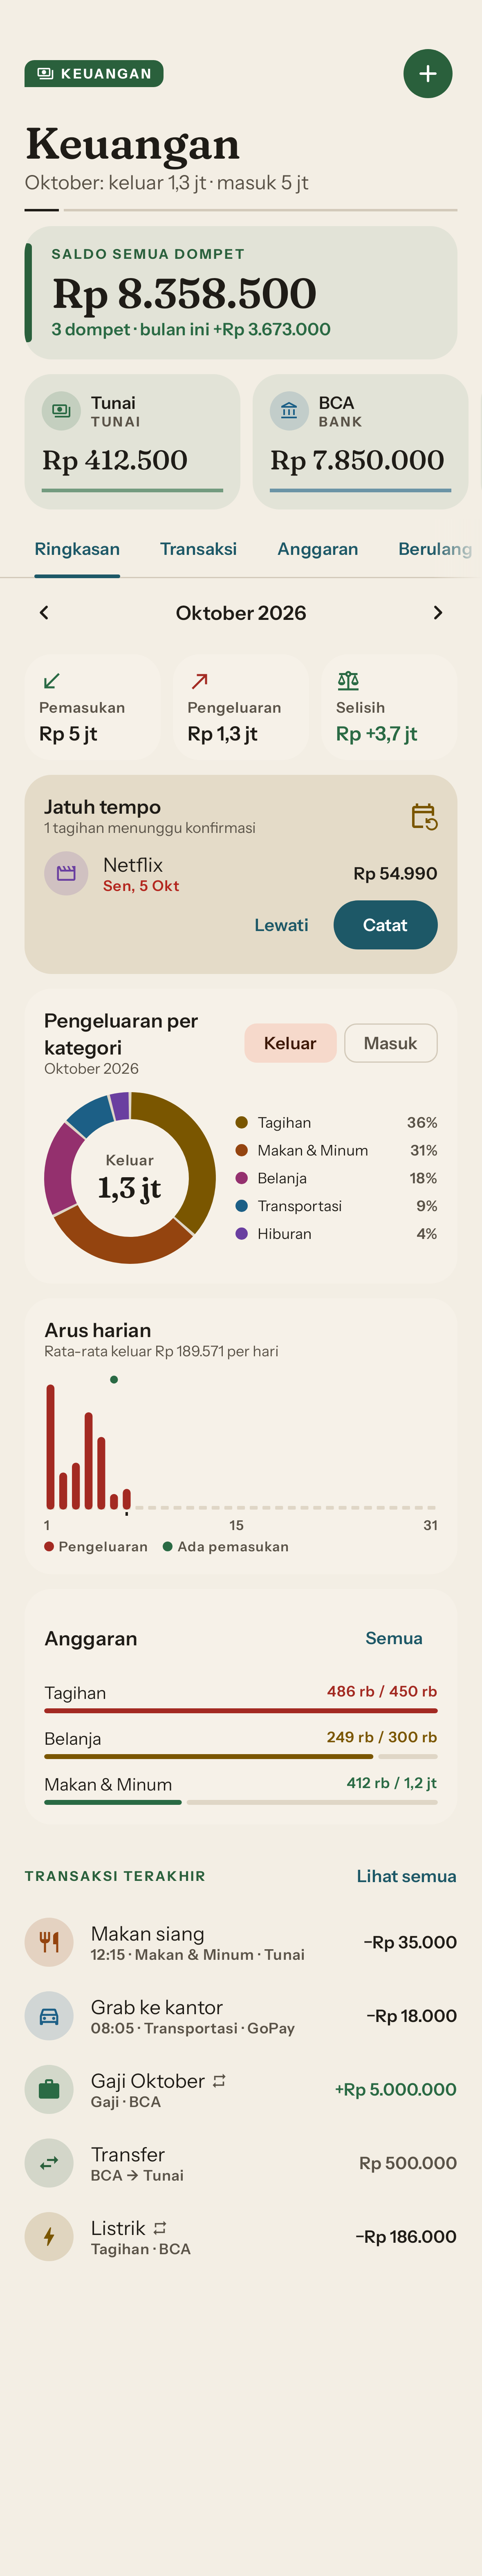 KEUANGAN
Keuangan
Oktober: keluar 1,3 jt · masuk 5 jt
SALDO SEMUA DOMPET
Rp 8.358.500
3 dompet · bulan ini +Rp 3.673.000
Tunai
TUNAI
Rp 412.500
BCA
BANK
Rp 7.850.000
Ringkasan Transaksi Anggaran Berulang
Oktober 2026
Pemasukan
Rp 5 jt
Pengeluaran
Rp 1,3 jt
Selisih
Rp +3,7 jt
Jatuh tempo
1 tagihan menunggu konfirmasi
Netflix
Sen, 5 Okt
Rp 54.990
Lewati Catat
Pengeluaran per
kategori
Oktober 2026
Keluar Masuk
Keluar
1,3 jt
Tagihan 36%
Makan & Minum 31%
Belanja 18%
Transportasi 9%
Hiburan 4%
Arus harian
Rata-rata keluar Rp 189.571 per hari
1 15 31
Pengeluaran Ada pemasukan
Anggaran Semua
Tagihan 486 rb / 450 rb
Belanja 249 rb / 300 rb
Makan & Minum 412 rb / 1,2 jt
TRANSAKSI TERAKHIR Lihat semua
Makan siang
12:15 · Makan & Minum · Tunai
−Rp 35.000
Grab ke kantor
08:05 · Transportasi · GoPay
−Rp 18.000
Gaji Oktober
Gaji · BCA
+Rp 5.000.000
Transfer
BCA → Tunai
Rp 500.000
Listrik
Tagihan · BCA
−Rp 186.000